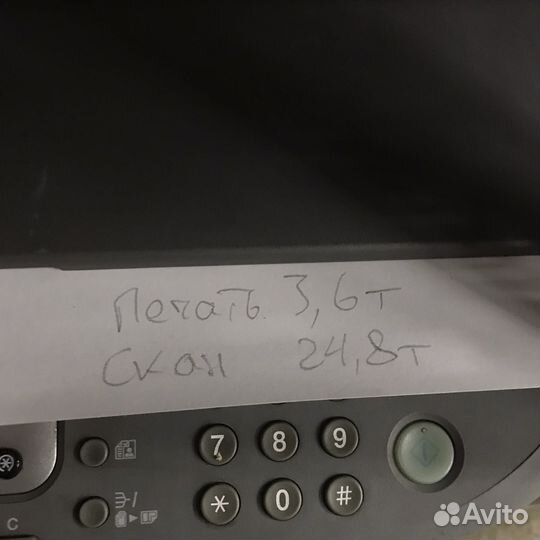 Печать 3,6т
Скан 24,8т
7 8 9
* 0 #
C
Avito